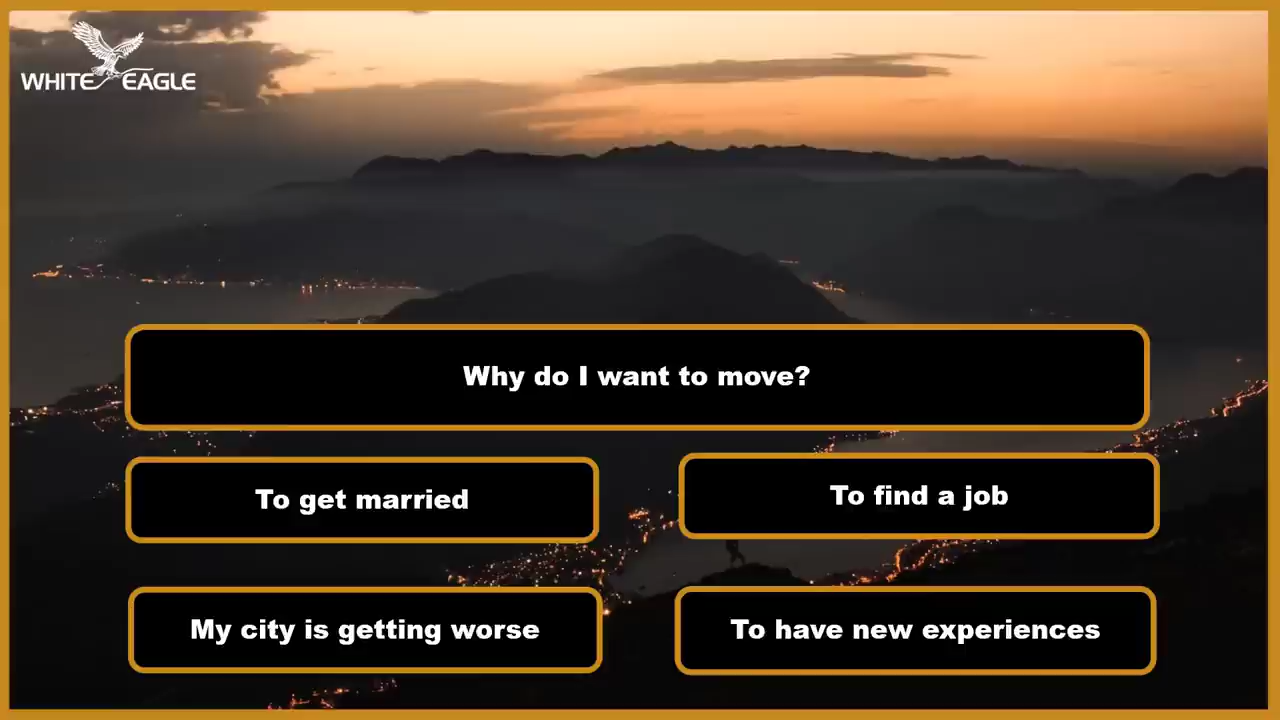 WHITE EAGLE
Why do I want to move?
To get married
To find a job
My city is getting worse
To have new experiences